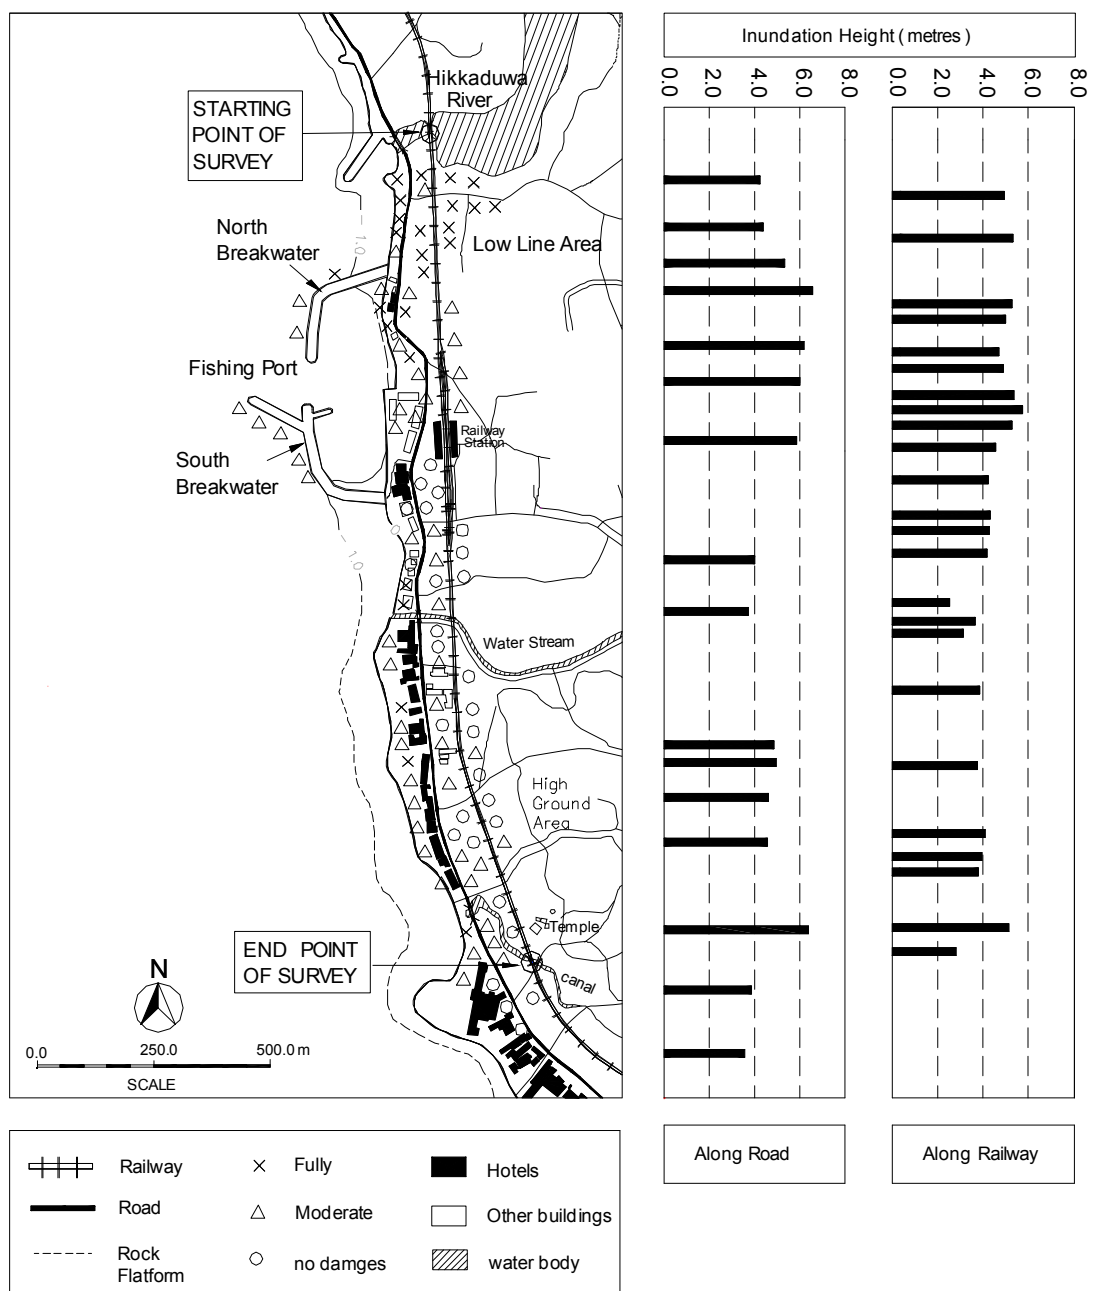 Inundation Height ( metres )
0.0 2.0 4.0 6.0 8.0
0.0 2.0 4.0 6.0 8.0
Hikkaduwa
River
STARTING
POINT OF
SURVEY
North
Breakwater
-1.0
Low Line Area
Fishing Port
Railway
Station
South
Breakwater
0
-1.0
Water Stream
High
Ground
Area
Temple
END POINT
OF SURVEY
canal
N
0.0 250.0 500.0 m
SCALE
Along Road
Along Railway
Railway
Fully
Hotels
Road
Moderate
Other buildings
Rock
Flatform
no damges
water body